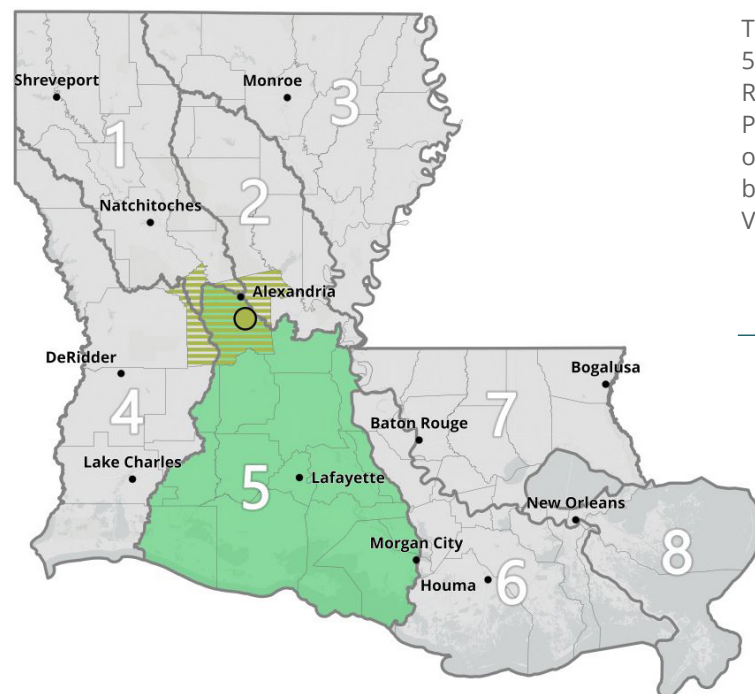 Shreveport
Monroe
3
1
Natchitoches
2
Alexandria
DeRidder
4
Bogalusa
7
Baton Rouge
Lake Charles
5
Lafayette
New Orleans
Morgan City
8
Houma
6
T
5
R
P
o
b
V